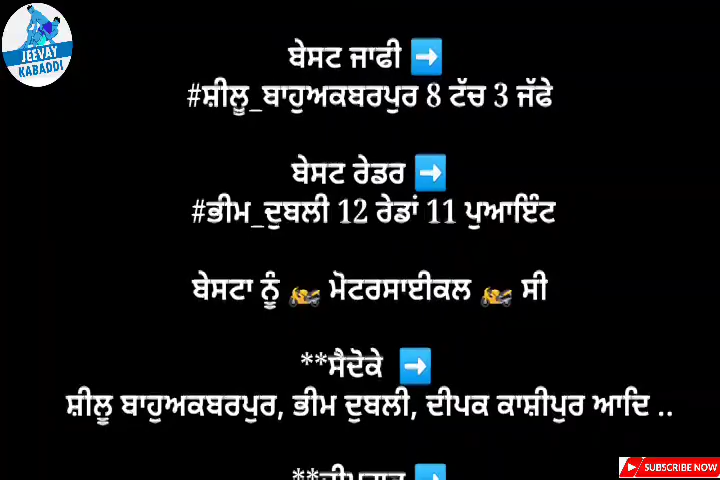 JEEVAY
KABADDI
ਬੇਸਟ ਜਾਫੀ ➡️
#ਸ਼ੀਲੂ_ਬਾਹੁਅਕਬਰਪੁਰ 8 ਟੱਚ 3 ਜੱਫੇ
ਬੇਸਟ ਰੇਡਰ ➡️
#ਭੀਮ_ਦੁਬਲੀ 12 ਰੇਡਾਂ 11 ਪੁਆਇੰਟ
ਬੇਸਟਾ ਨੂੰ 🏍️ ਮੋਟਰਸਾਈਕਲ 🏍️ ਸੀ
**ਸੈਦੋਕੇ ➡️
ਸ਼ੀਲੂ ਬਾਹੁਅਕਬਰਪੁਰ, ਭੀਮ ਦੁਬਲੀ, ਦੀਪਕ ਕਾਸ਼ੀਪੁਰ ਆਦਿ ..
SUBSCRIBE NOW